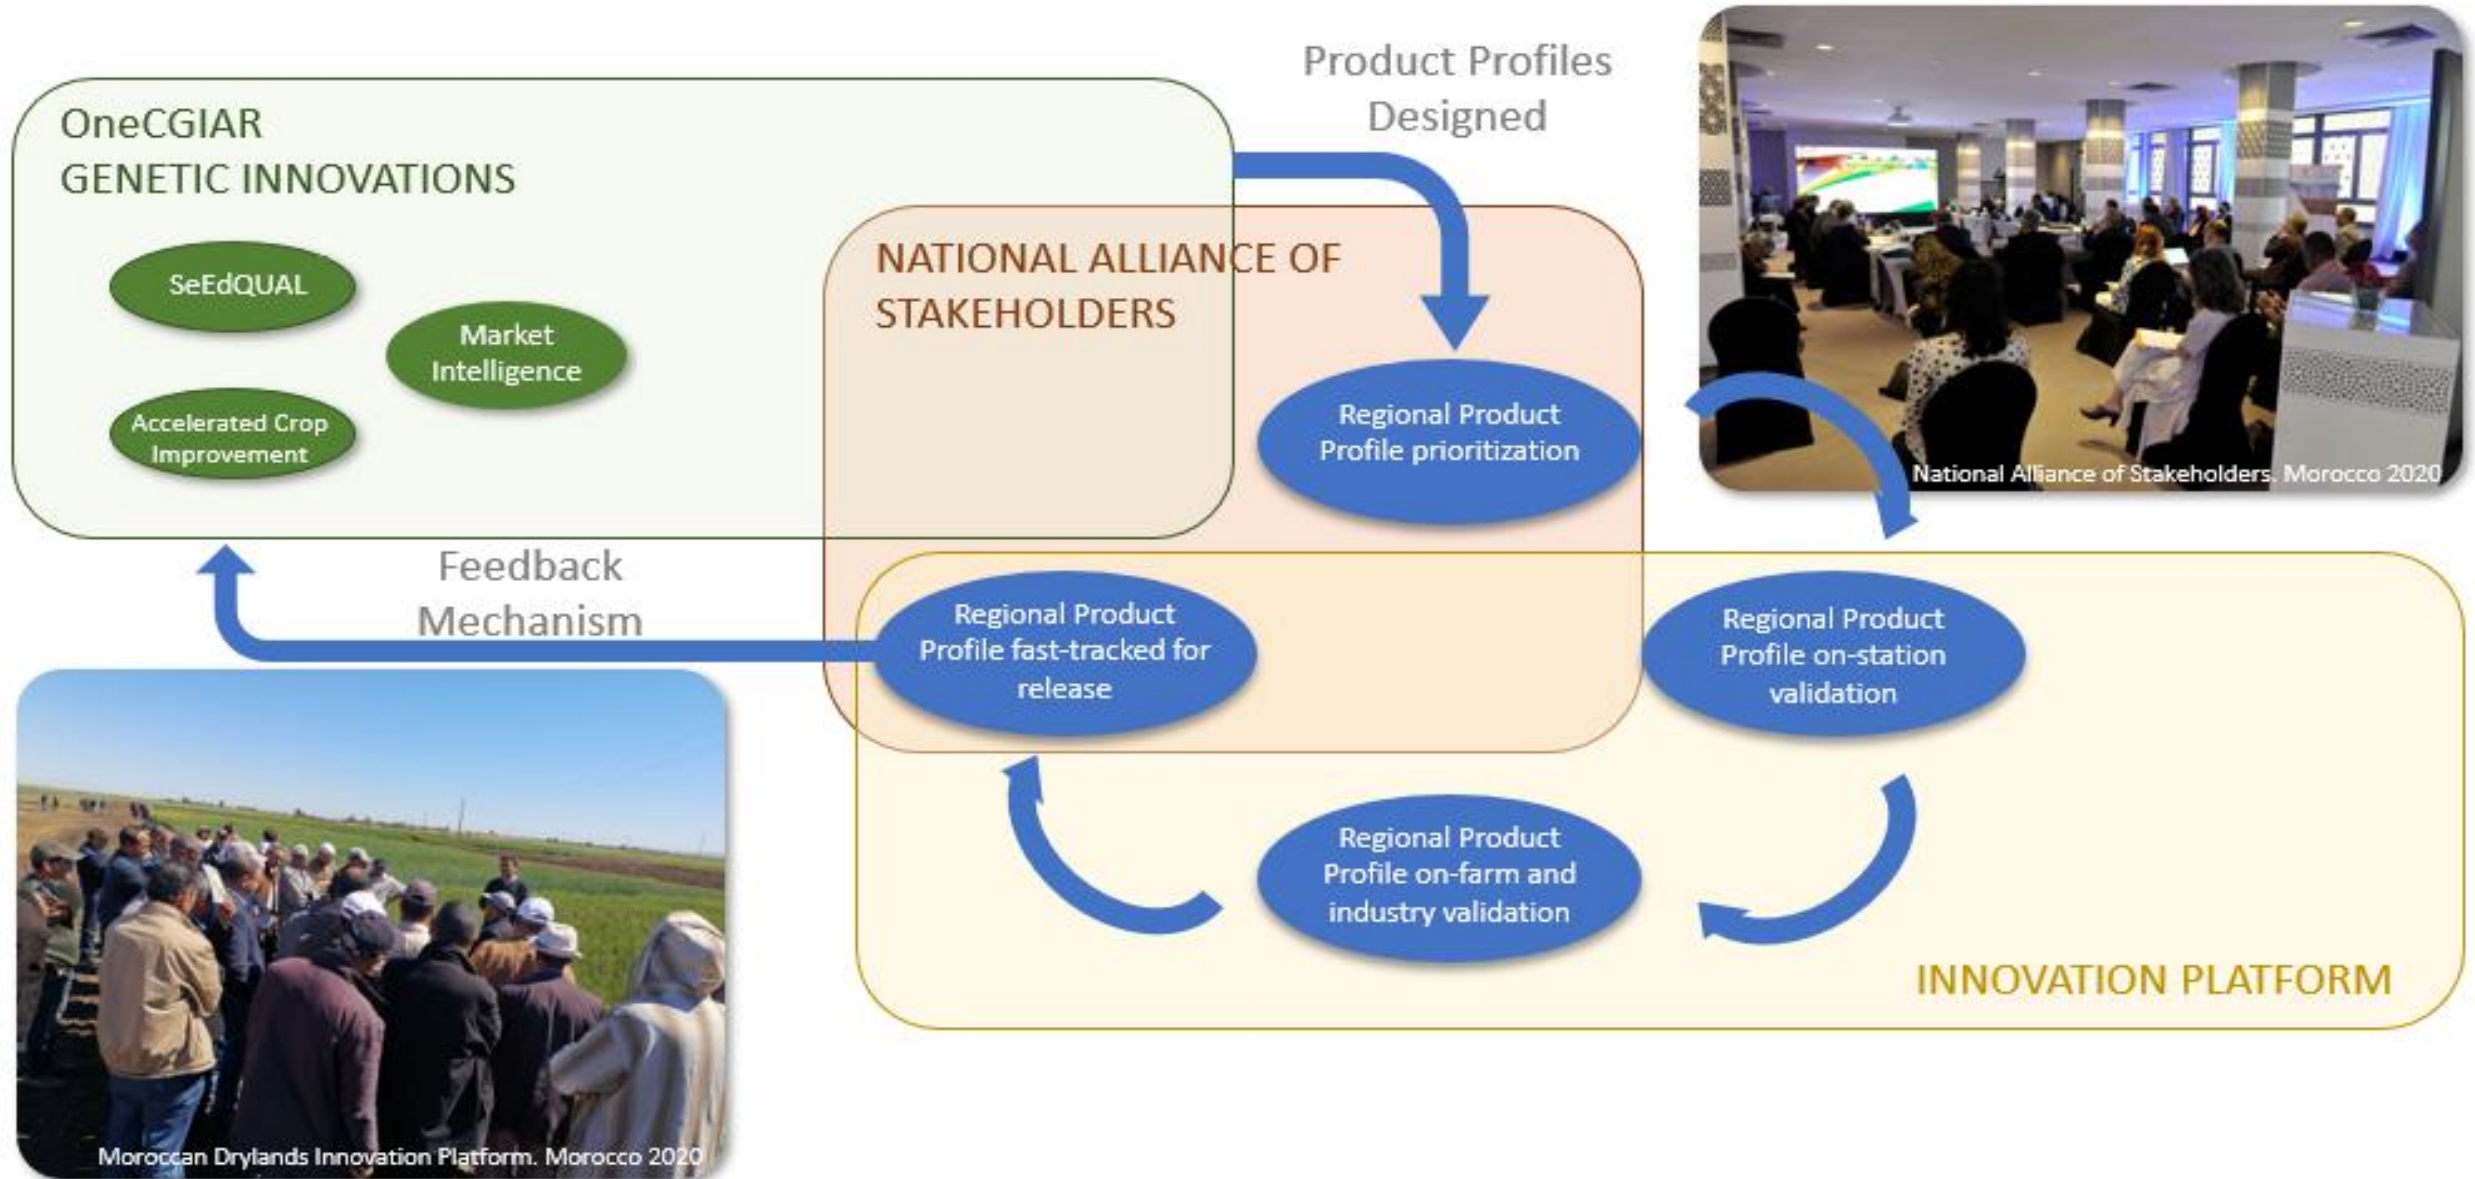 OneCGIAR
GENETIC INNOVATIONS
SeEdQUAL
Market
Intelligence
Accelerated Crop
Improvement
Product Profiles
Designed
NATIONAL ALLIANCE OF
STAKEHOLDERS
Regional Product
Profile prioritization
National Alliance of Stakeholders. Morocco 2020
Feedback
Mechanism
Regional Product
Profile fast-tracked for
release
Regional Product
Profile on-station
validation
Regional Product
Profile on-farm and
industry validation
INNOVATION PLATFORM
Moroccan Drylands Innovation Platform. Morocco 2020